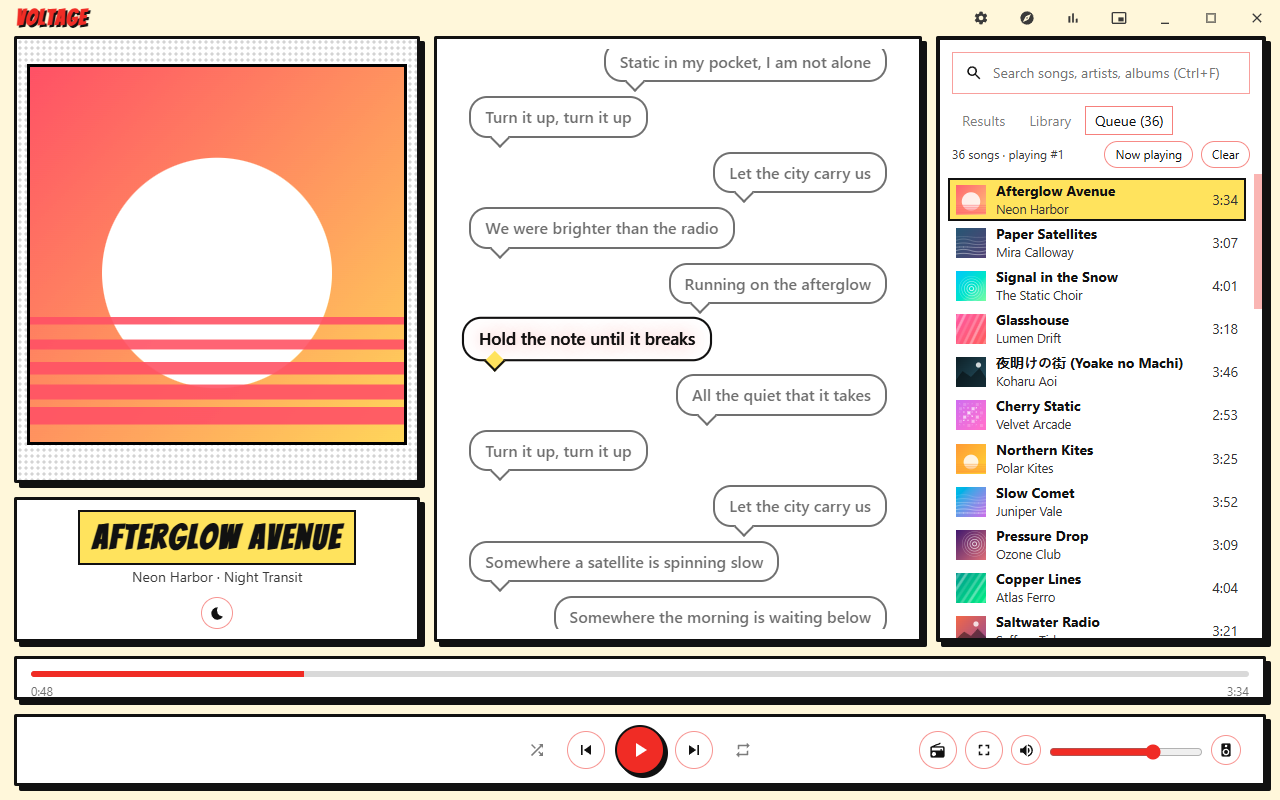 VOLTAGE
AFTERGLOW AVENUE
Neon Harbor · Night Transit
Static in my pocket, I am not alone
Turn it up, turn it up
Let the city carry us
We were brighter than the radio
Running on the afterglow
Hold the note until it breaks
All the quiet that it takes
Turn it up, turn it up
Let the city carry us
Somewhere a satellite is spinning slow
Somewhere the morning is waiting below
Search songs, artists, albums (Ctrl+F)
Results Library Queue (36)
36 songs · playing #1 Now playing Clear
Afterglow Avenue
Neon Harbor 3:34
Paper Satellites
Mira Calloway 3:07
Signal in the Snow
The Static Choir 4:01
Glasshouse
Lumen Drift 3:18
夜明けの街 (Yoake no Machi)
Koharu Aoi 3:46
Cherry Static
Velvet Arcade 2:53
Northern Kites
Polar Kites 3:25
Slow Comet
Juniper Vale 3:52
Pressure Drop
Ozone Club 3:09
Copper Lines
Atlas Ferro 4:04
Saltwater Radio
3:21
0:48 3:34